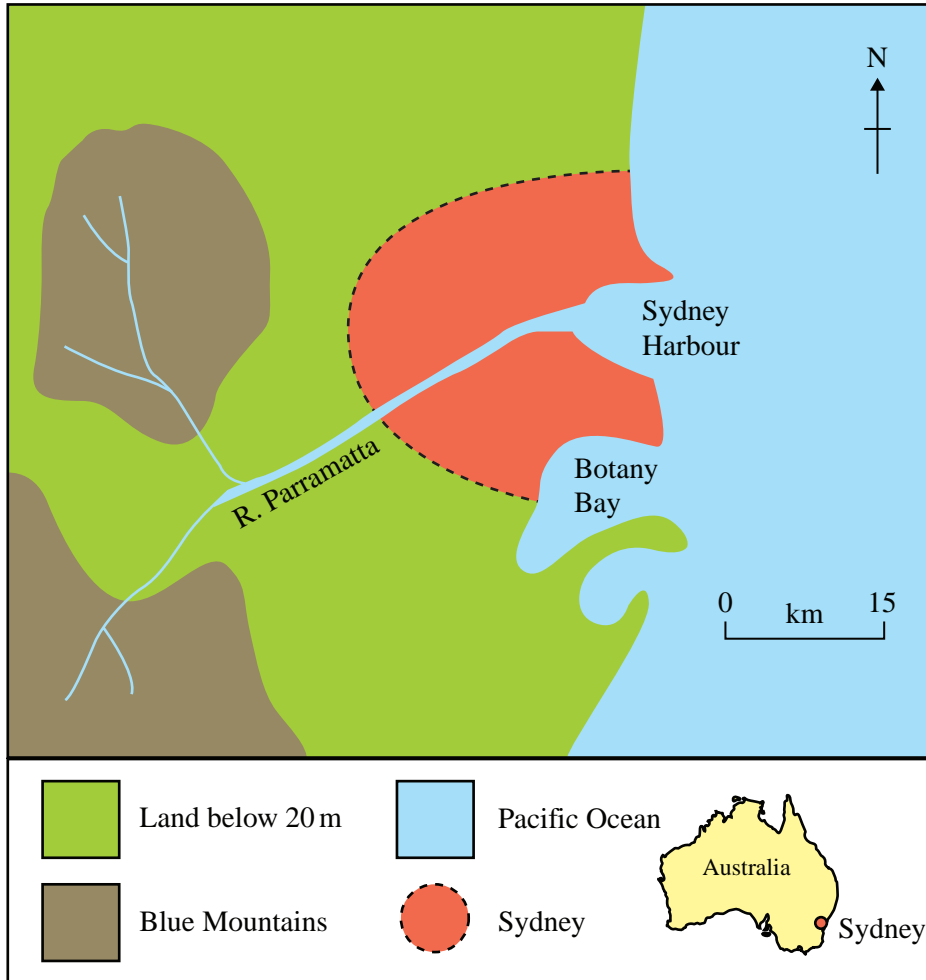 N
Sydney
Harbour
R. Parramatta
Botany
Bay
0 km 15
Land below 20 m
Pacific Ocean
Australia
Blue Mountains
Sydney
Sydney